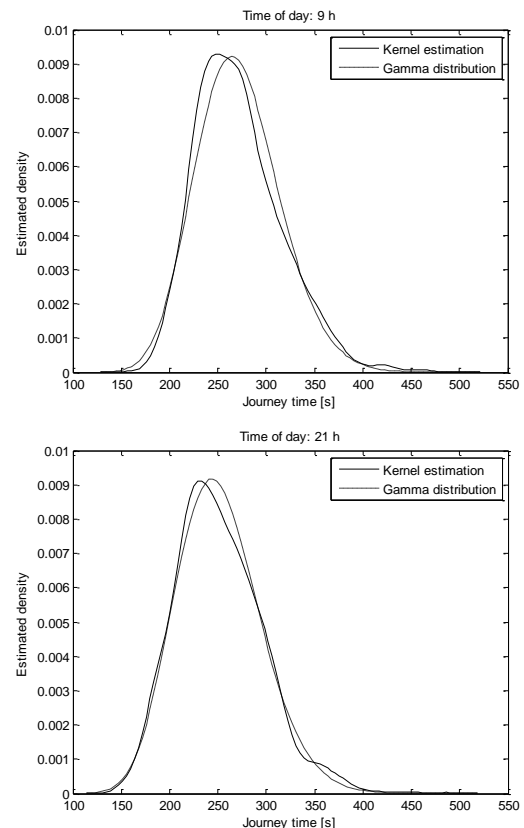 Time of day: 9 h
0.01
0.009
0.008
0.007
0.006
0.005
0.004
0.003
0.002
0.001
0
Estimated density
Kernel estimation
Gamma distribution
100 150 200 250 300 350 400 450 500 550
Journey time [s]
Time of day: 21 h
0.01
0.009
0.008
0.007
0.006
0.005
0.004
0.003
0.002
0.001
0
Estimated density
Kernel estimation
Gamma distribution
100 150 200 250 300 350 400 450 500 550
Journey time [s]